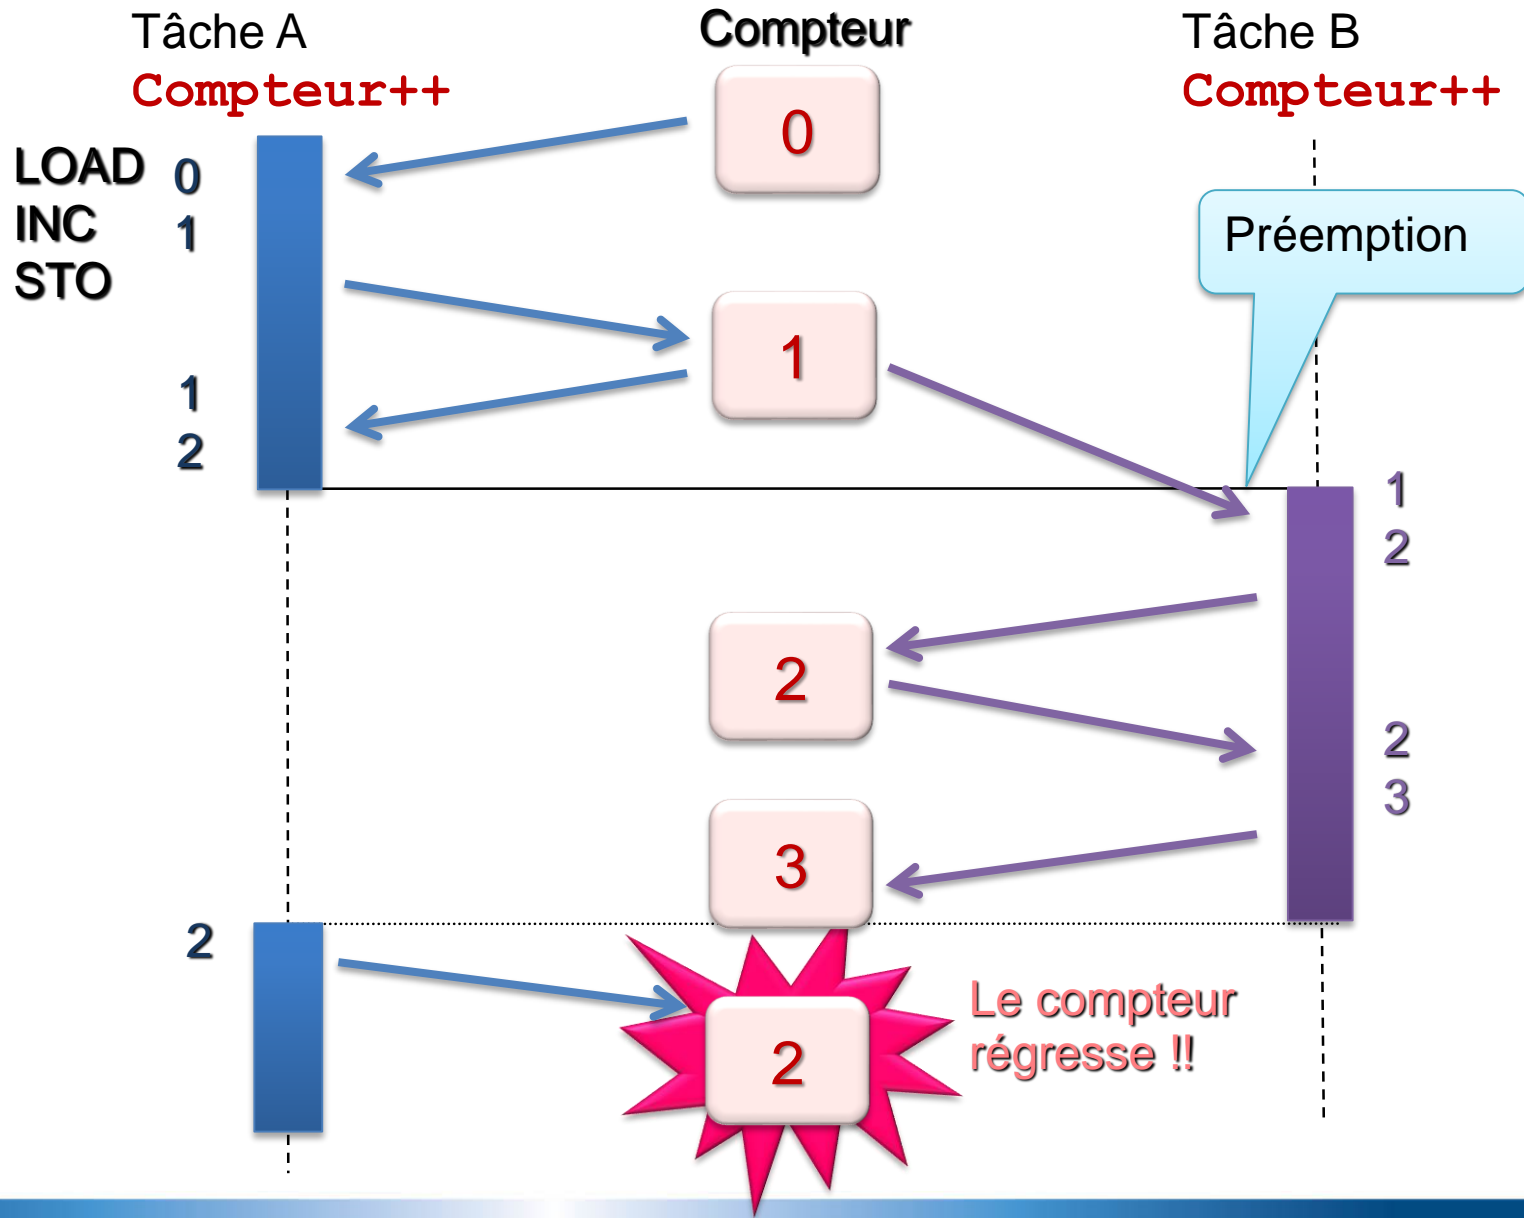 Tâche A
Compteur++
Compteur
Tâche B
Compteur++
0
LOAD 0
INC 1
STO
Préemption
1
1
2
1
2
2
2
3
3
2
Le compteur
régresse !!
2